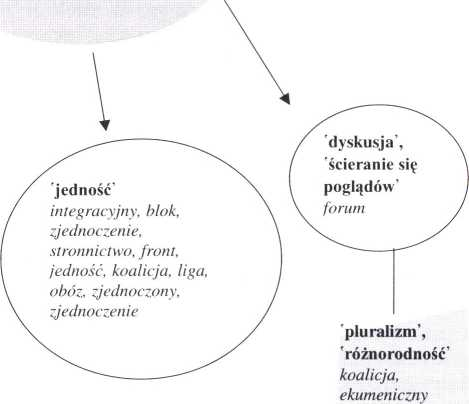 'jedność'
integracyjny, blok,
zjednoczenie,
stronnictwo, front,
jedność, koalicja, liga,
obóz, zjednoczony,
zjednoczenie
'dyskusja',
'ścieranie się
poglądów'
forum
'pluralizm',
'różnorodność'
koalicja,
ekumeniczny